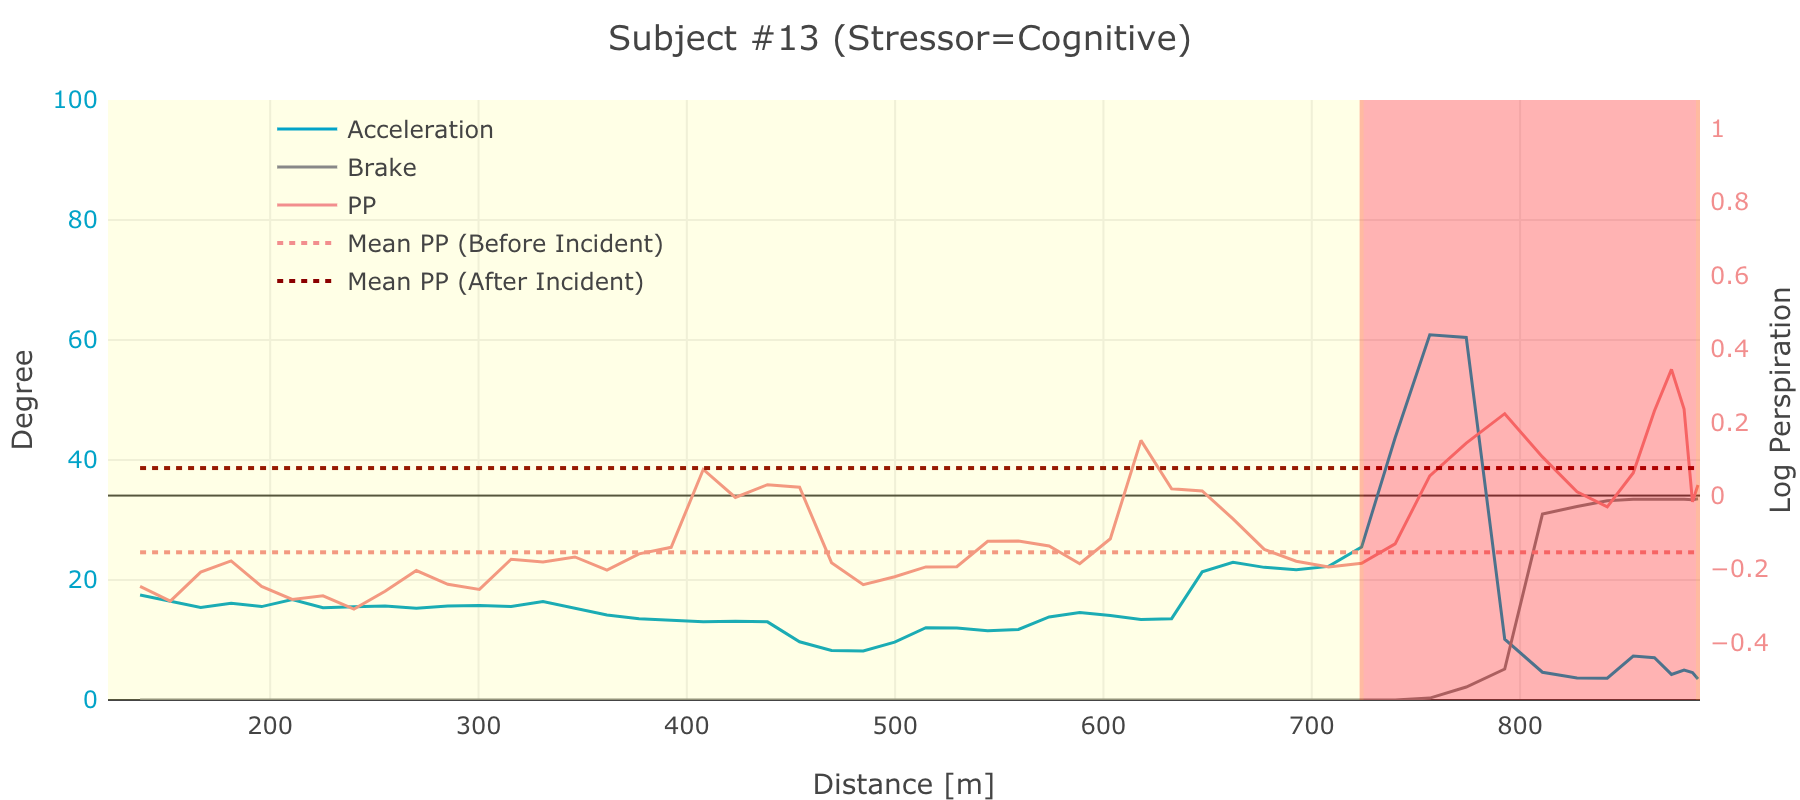 Subject #13 (Stressor=Cognitive)
Acceleration
Brake
PP
Mean PP (Before Incident)
Mean PP (After Incident)
Degree
100
80
60
40
20
0
Log Perspiration
1
0.8
0.6
0.4
0.2
0
−0.2
−0.4
200 300 400 500 600 700 800
Distance [m]